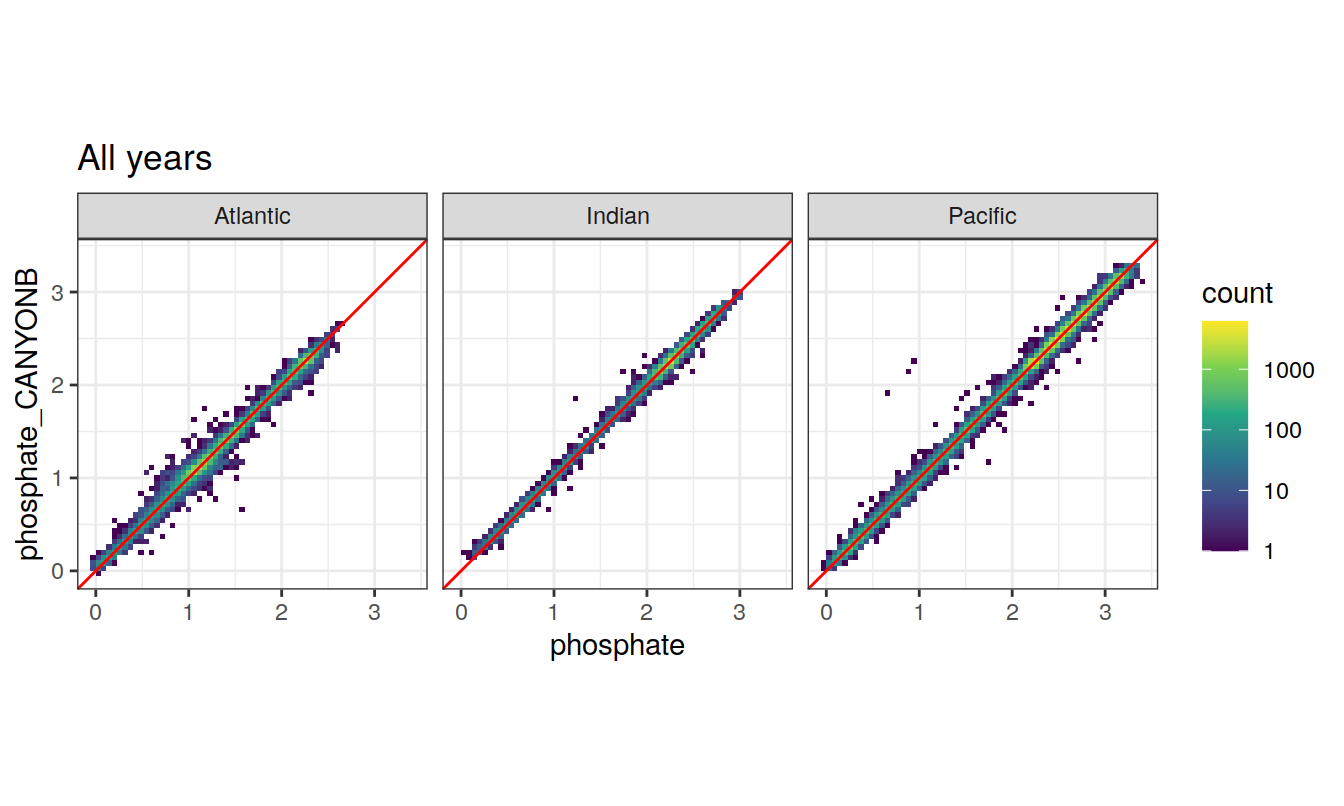 All years
Atlantic Indian Pacific
phosphate_CANYONB
3
2
1
0
0 1 2 3 0 1 2 3 0 1 2 3
phosphate
count
1000
100
10
1